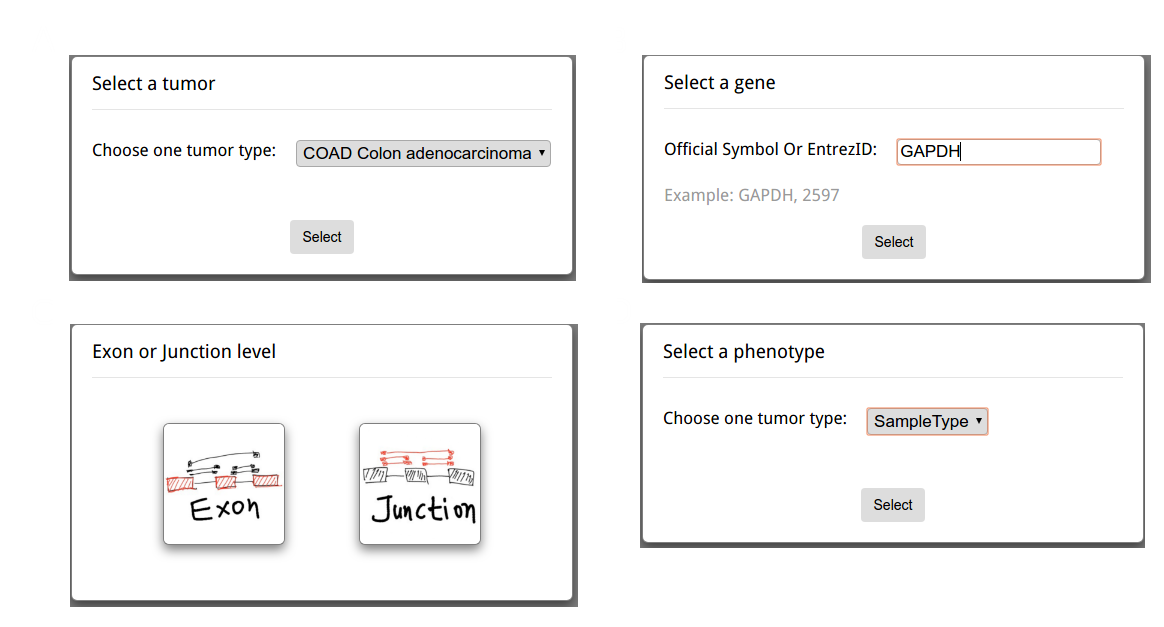 Select a tumor
Choose one tumor type: COAD Colon adenocarcinoma
Select
Select a gene
Official Symbol Or EntrezID: GAPDH
Example: GAPDH, 2597
Select
Exon or Junction level
Exon
Junction
Select a phenotype
Choose one tumor type: SampleType
Select